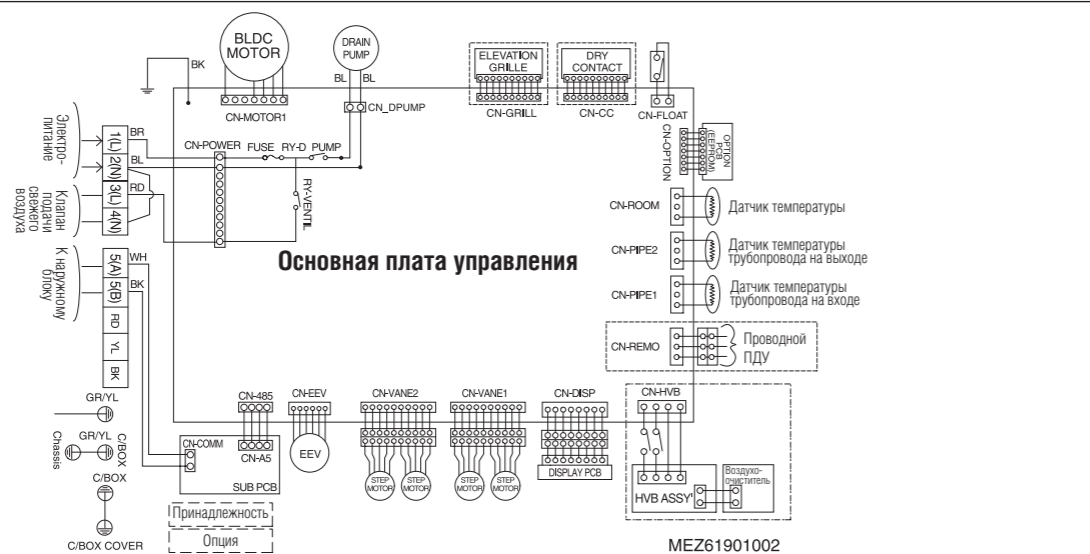 BLDC
MOTOR
DRAIN
PUMP
ELEVATION
GRILLE
DRY
CONTACT
BK
BL
BL
CN_DPUMP
CN-MOTOR1
CN-GRILL
CN-CC
CN-FLOAT
Электро-
питание
1(L)
BR
2(N)
BL
CN-POWER
FUSE
RY-D
PUMP
CN-OPTION
OPTION
PCB
(EEPROM)
Клапан
подачи
свежего
воздуха
3(L)
RD
4(N)
RY-VENTIL
CN-ROOM
Датчик температуры
К наружному
блоку
5(A)
WH
5(B)
BK
RD
YL
BK
Основная плата управления
CN-PIPE2
Датчик температуры
трубопровода на выходе
CN-PIPE1
Датчик температуры
трубопровода на входе
CN-REMO
Проводной
ПДУ
GR/YL
CN-485
CN-EEV
CN-VANE2
CN-VANE1
CN-DISP
CN-HVB
Chassis
GR/YL
C/BOX
CN-COMM
CN-A5
SUB PCB
EEV
STEP
MOTOR
STEP
MOTOR
STEP
MOTOR
STEP
MOTOR
DISPLAY PCB
HVB ASSY'
Воздухо-
очиститель
C/BOX
C/BOX COVER
Принадлежность
Опция
MEZ61901002